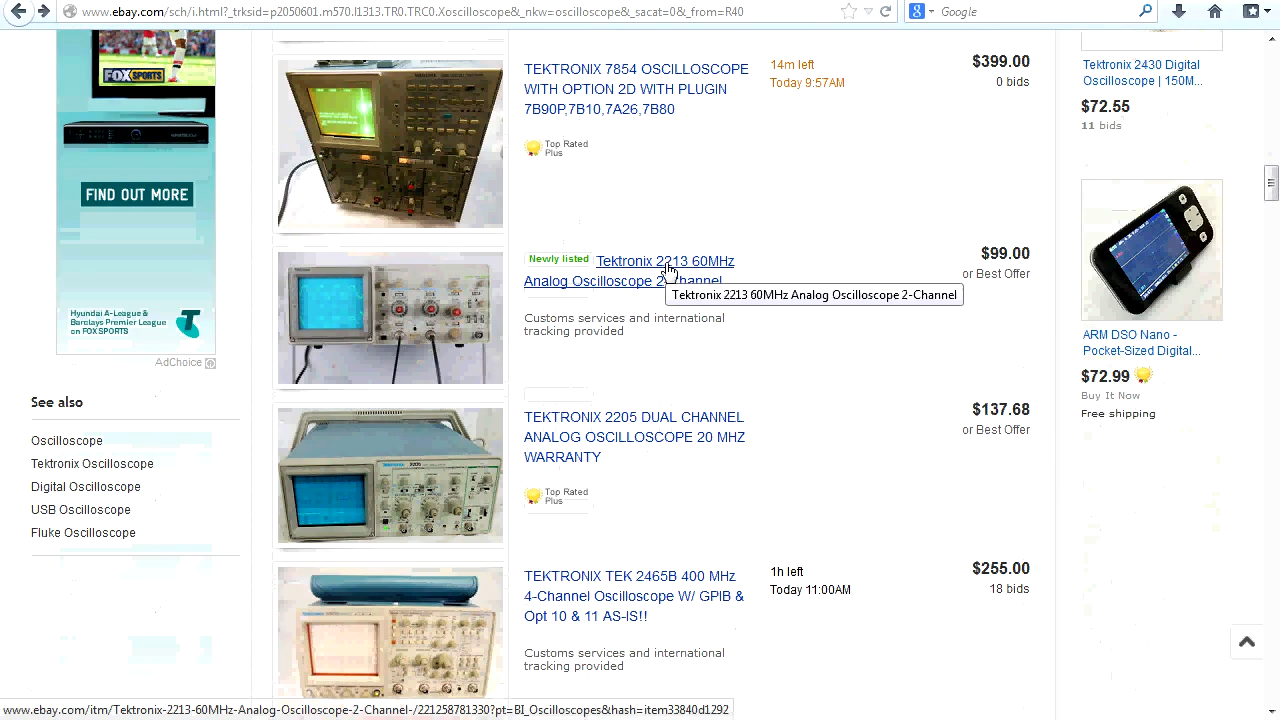 www.ebay.com/sch/i.html?_trksid=p2050601.m570.l1313.TR0.TRC0.Xoscilloscope&_nkw=oscilloscope&_sacat=0&_from=R40
Google
FOX SPORTS
FIND OUT MORE
Hyundai A-League &
Barclays Premier League
on FOX SPORTS
AdChoice
See also
Oscilloscope
Tektronix Oscilloscope
Digital Oscilloscope
USB Oscilloscope
Fluke Oscilloscope
TEKTRONIX 7854 OSCILLOSCOPE
WITH OPTION 2D WITH PLUGIN
7B90P,7B10,7A26,7B80
Top Rated
Plus
14m left
Today 9:57AM
$399.00
0 bids
Newly listed Tektronix 2213 60MHz
Analog Oscilloscope 2-Channel
Tektronix 2213 60MHz Analog Oscilloscope 2-Channel
Customs services and international
tracking provided
$99.00
or Best Offer
TEKTRONIX 2205 DUAL CHANNEL
ANALOG OSCILLOSCOPE 20 MHZ
WARRANTY
Top Rated
Plus
$137.68
or Best Offer
TEKTRONIX TEK 2465B 400 MHz
4-Channel Oscilloscope W/ GPIB &
Opt 10 & 11 AS-IS!!
Customs services and international
tracking provided
1h left
Today 11:00AM
$255.00
18 bids
Tektronix 2430 Digital
Oscilloscope | 150M...
$72.55
11 bids
ARM DSO Nano -
Pocket-Sized Digital...
$72.99
Buy It Now
Free shipping
www.ebay.com/itm/Tektronix-2213-60MHz-Analog-Oscilloscope-2-Channel-/221258781330?pt=BI_Oscilloscopes&hash=item33840d1292